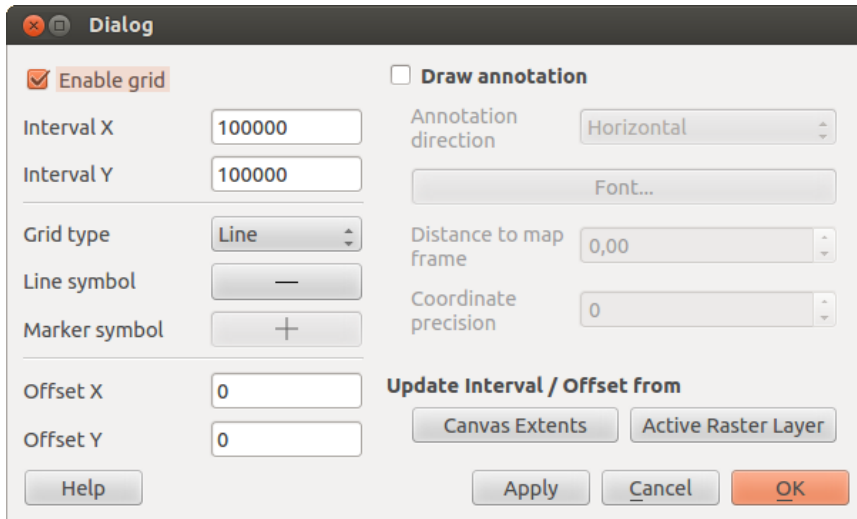 Dialog
Enable grid
Interval X 100000
Interval Y 100000
Grid type Line
Line symbol
Marker symbol
Offset X 0
Offset Y 0
Draw annotation
Annotation
direction
Horizontal
Font...
Distance to map
frame
0,00
Coordinate
precision
0
Update Interval / Offset from
Canvas Extents Active Raster Layer
Help Apply Cancel OK